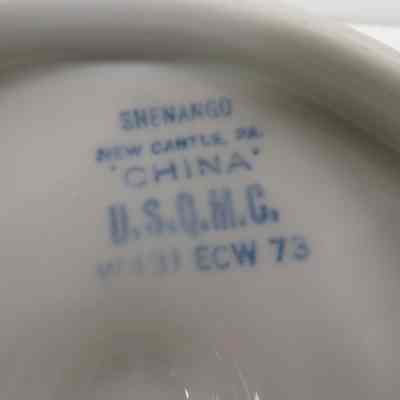 SHENANGO
NEW CASTLE, PA.
"CHINA"
U.S.Q.M.C.
ECW 73